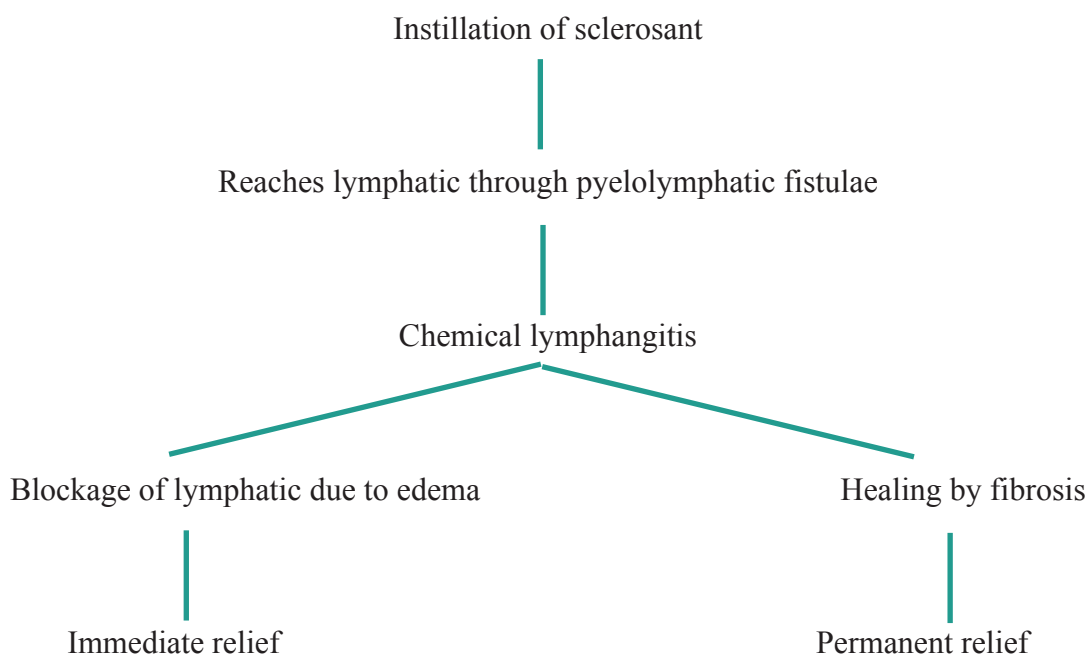 Instillation of sclerosant
Reaches lymphatic through pyelolymphatic fistulae
Chemical lymphangitis
Blockage of lymphatic due to edema
Healing by fibrosis
Immediate relief
Permanent relief